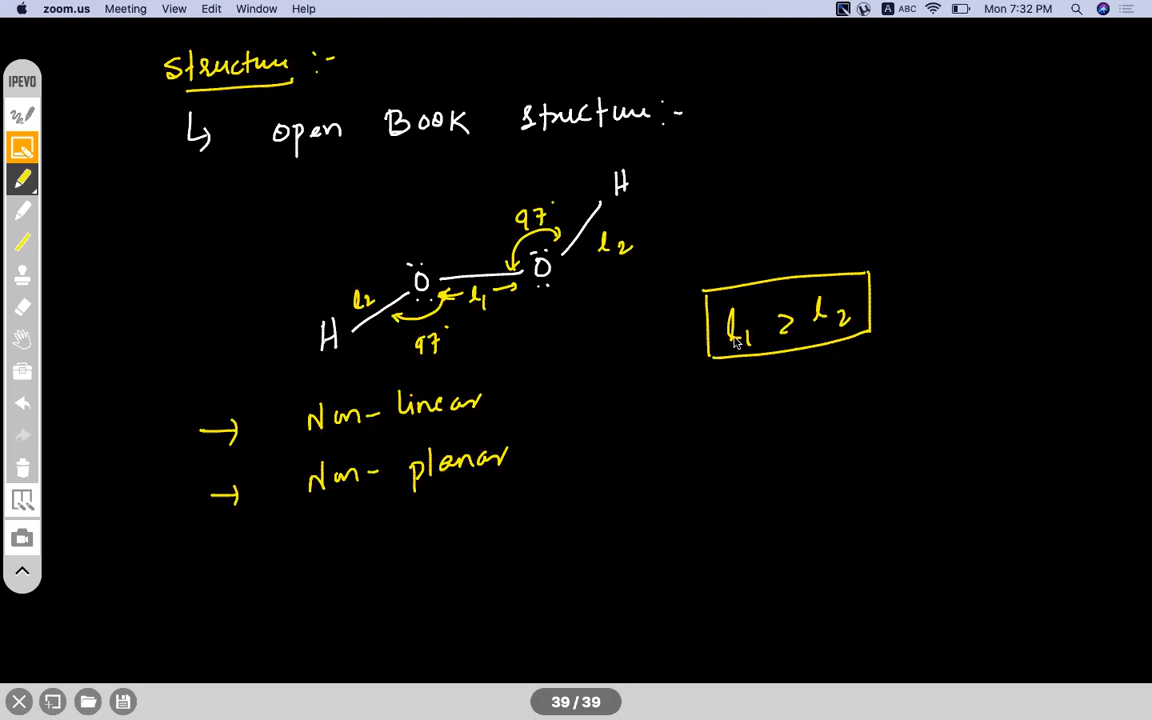 zoom.us Meeting View Edit Window Help A ABC Mon 7:32 PM
IPEVO
Structure :-
↳ open Book structure :-
H
97°
l2
O
O
l2
l1
H
97°
l1 > l2
→ Non-linear
→ Non-planar
39 / 39